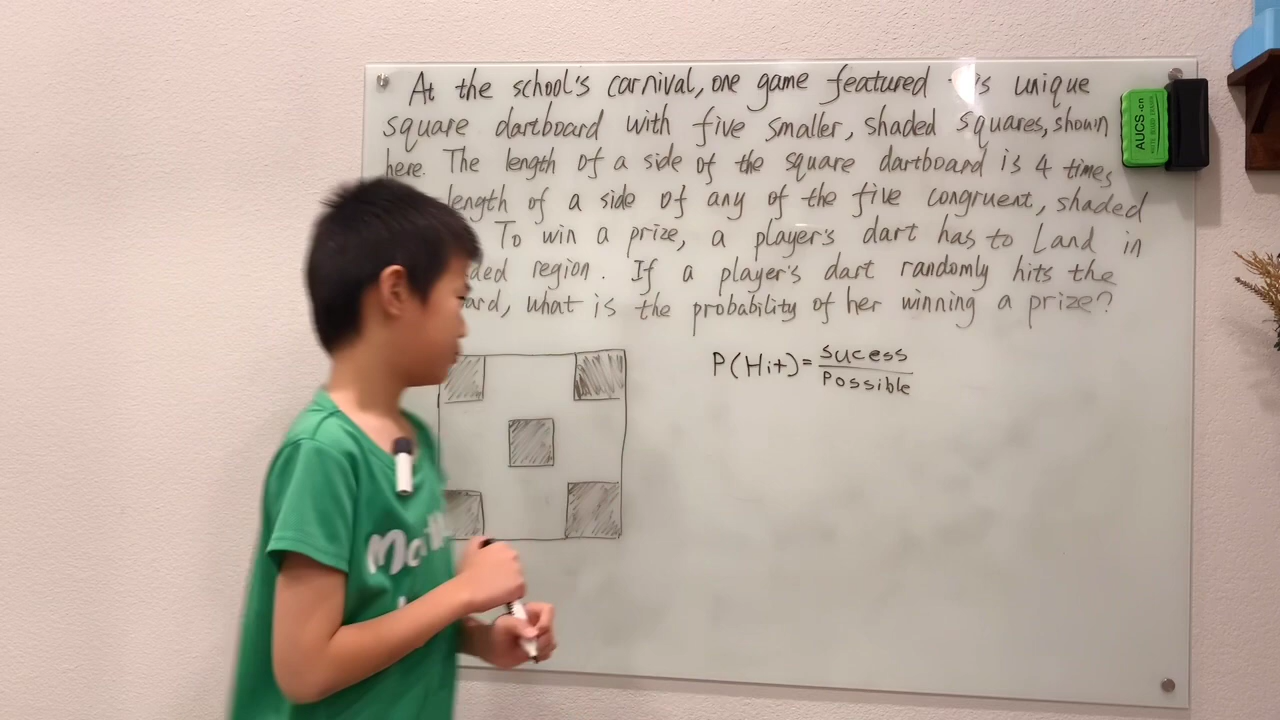 At the school's carnival, one game featured unique
square dartboard with five smaller, shaded squares, shown
here. The length of a side of the square dartboard is 4 times
length of a side of any of the five congruent, shaded
To win a prize, a player's dart has to Land in
region. If a player's dart randomly hits the
what is the probability of her winning a prize?
P(Hit)= Sucess
Possible
AUCS.cn